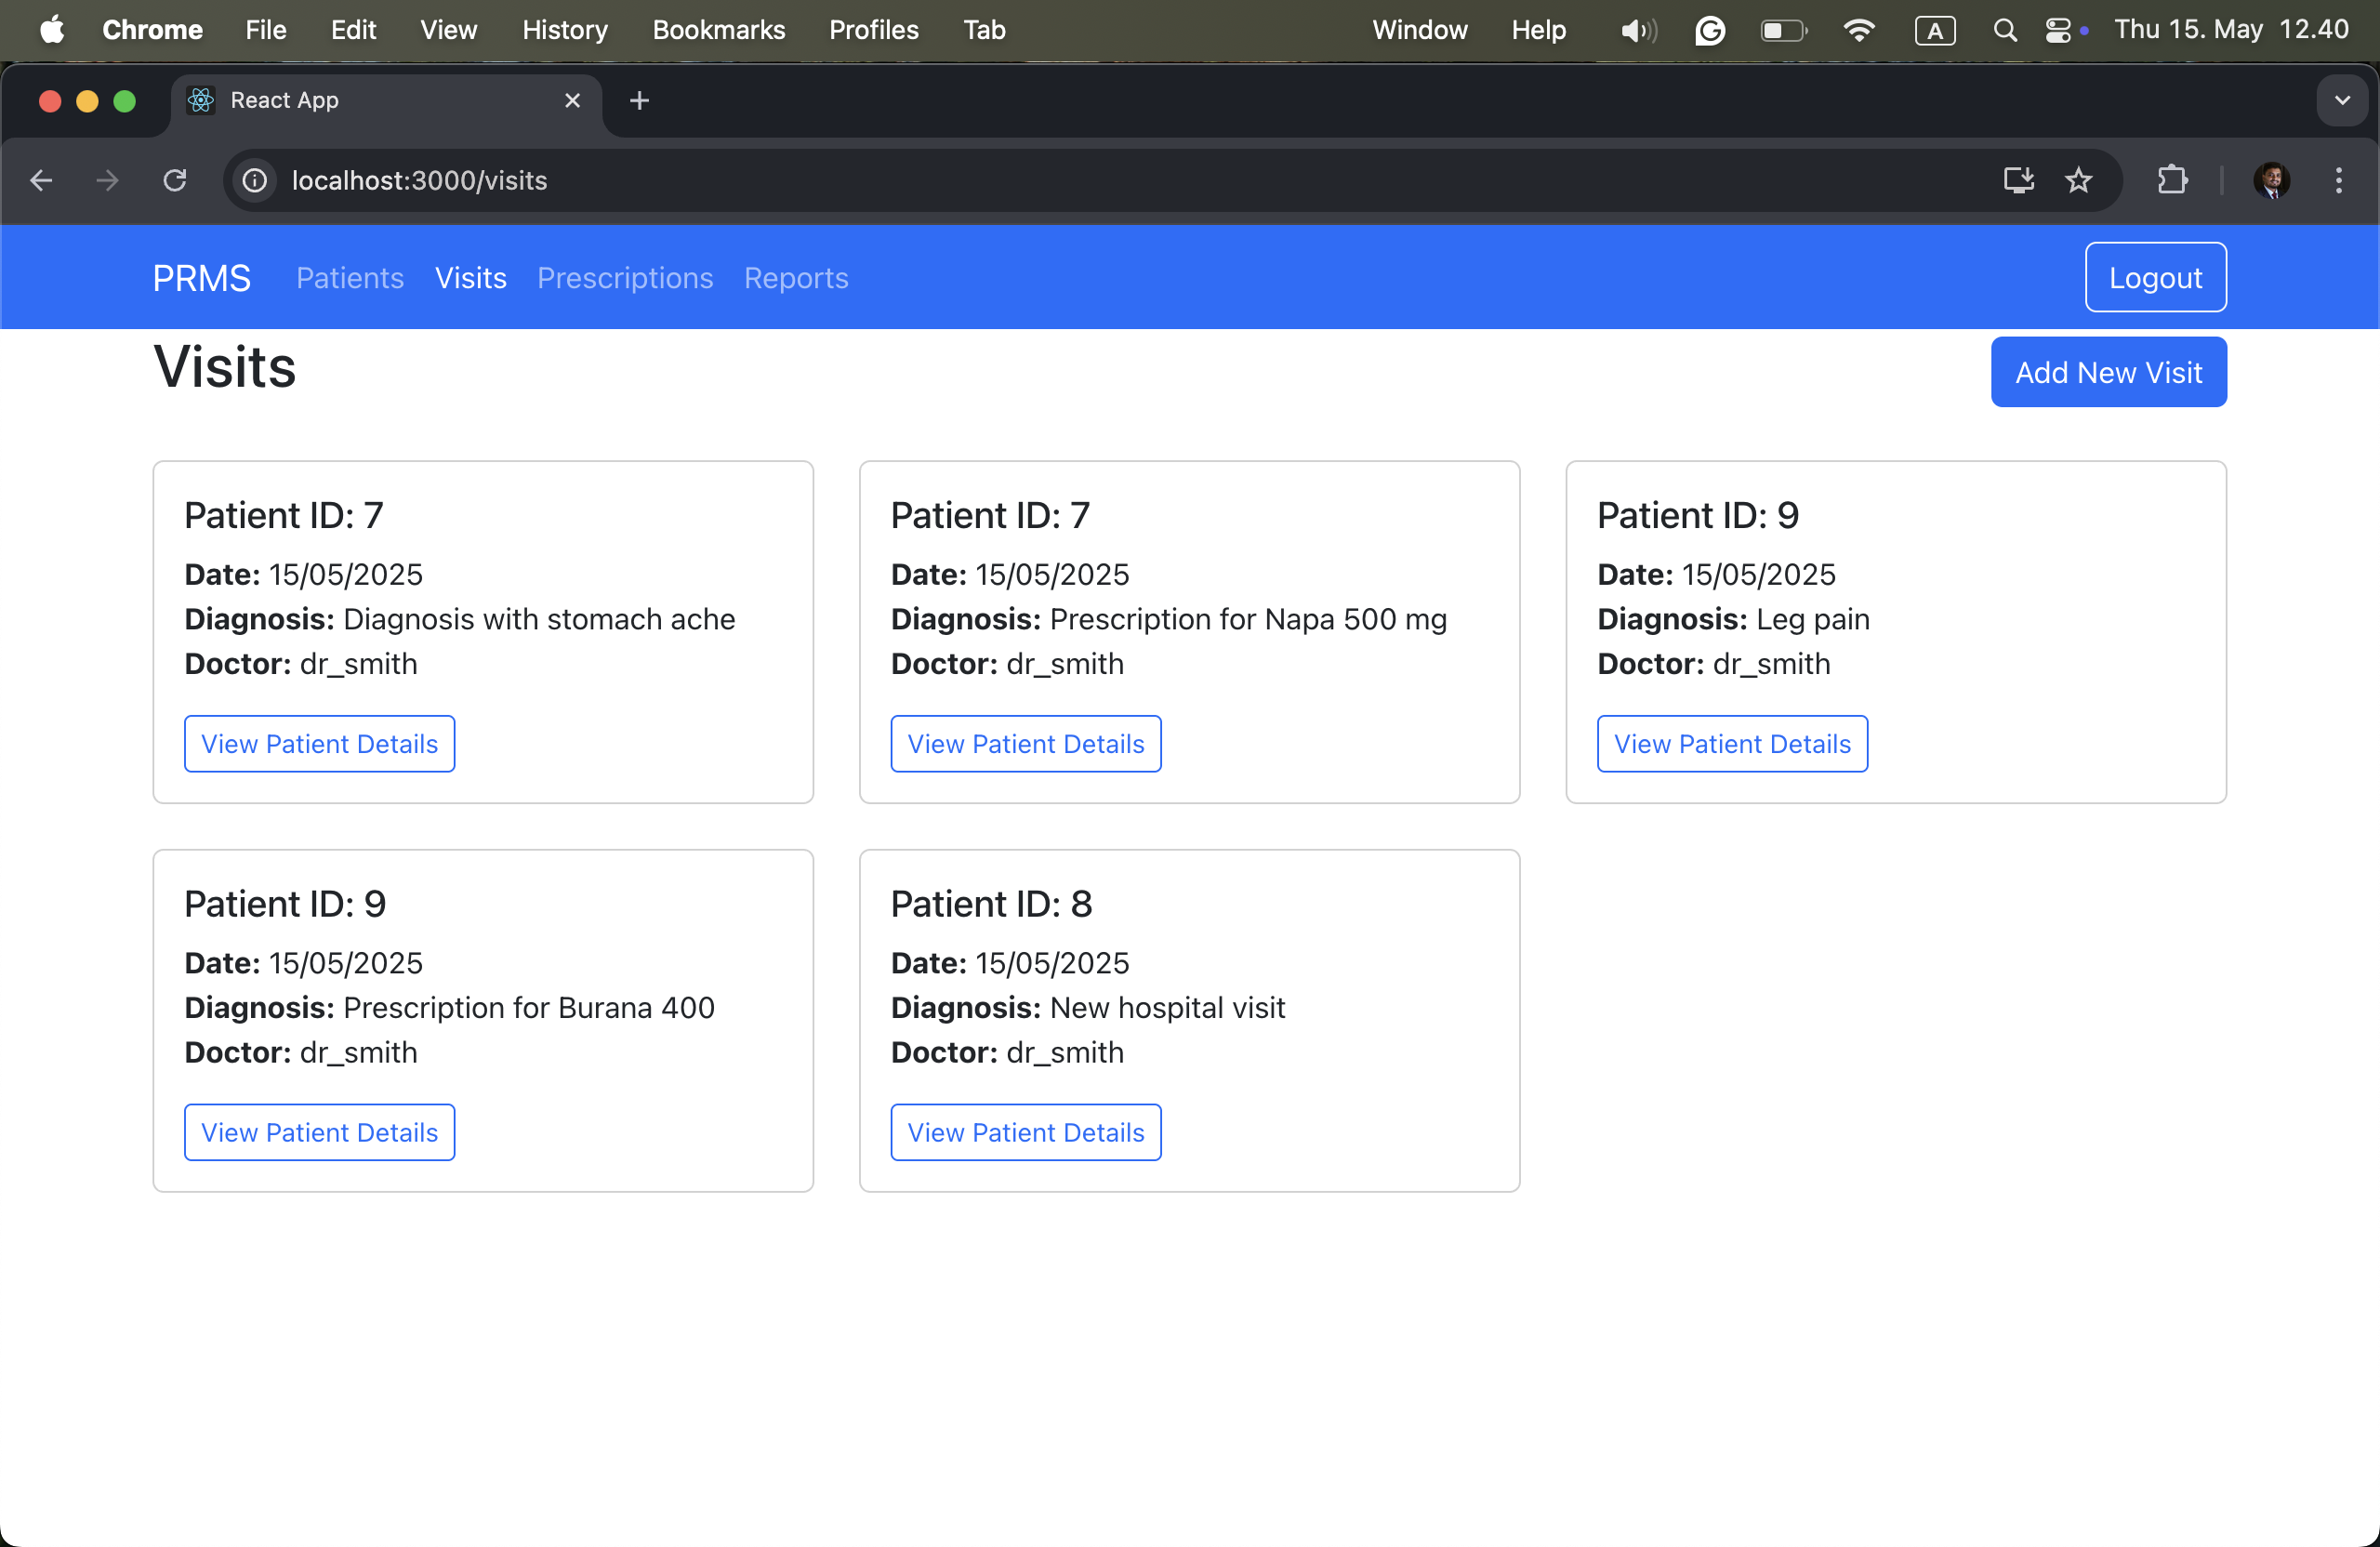 Chrome File Edit View History Bookmarks Profiles Tab Window Help A Thu 15. May 12.40
React App
localhost:3000/visits
PRMS Patients Visits Prescriptions Reports Logout
Visits
Add New Visit
Patient ID: 7
Date: 15/05/2025
Diagnosis: Diagnosis with stomach ache
Doctor: dr_smith
View Patient Details
Patient ID: 7
Date: 15/05/2025
Diagnosis: Prescription for Napa 500 mg
Doctor: dr_smith
View Patient Details
Patient ID: 9
Date: 15/05/2025
Diagnosis: Leg pain
Doctor: dr_smith
View Patient Details
Patient ID: 9
Date: 15/05/2025
Diagnosis: Prescription for Burana 400
Doctor: dr_smith
View Patient Details
Patient ID: 8
Date: 15/05/2025
Diagnosis: New hospital visit
Doctor: dr_smith
View Patient Details